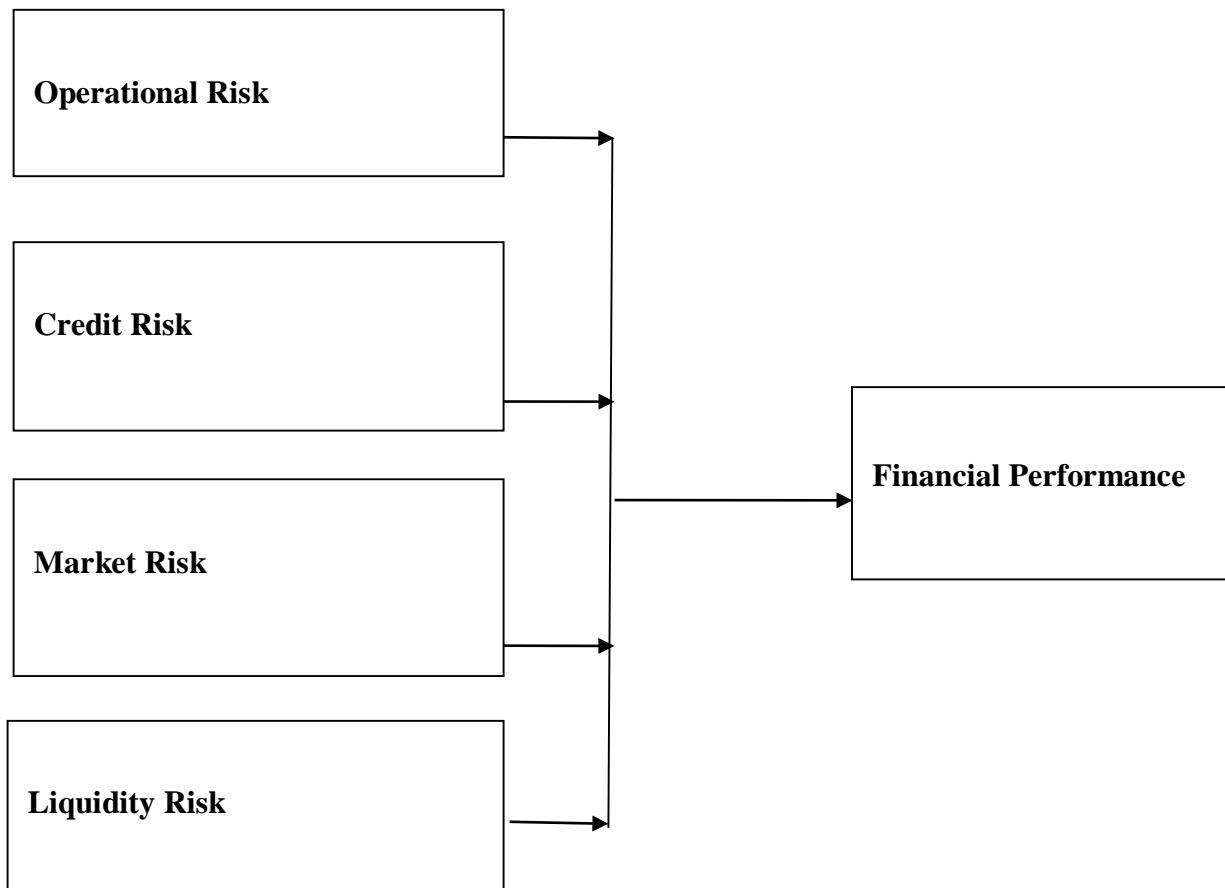 Operational Risk
Credit Risk
Market Risk
Liquidity Risk
Financial Performance